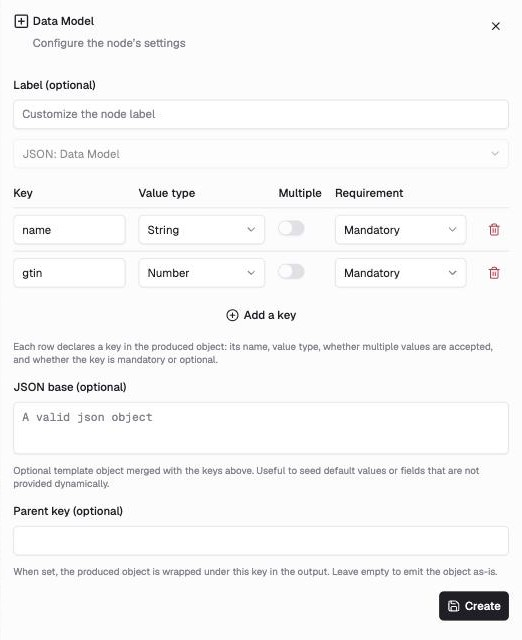 Data Model
Configure the node's settings
Label (optional)
Customize the node label
JSON: Data Model
Key Value type Multiple Requirement
name String Mandatory
gtin Number Mandatory
Add a key
Each row declares a key in the produced object: its name, value type, whether multiple values are accepted,
and whether the key is mandatory or optional.
JSON base (optional)
A valid json object
Optional template object merged with the keys above. Useful to seed default values or fields that are not
provided dynamically.
Parent key (optional)
When set, the produced object is wrapped under this key in the output. Leave empty to emit the object as-is.
Create